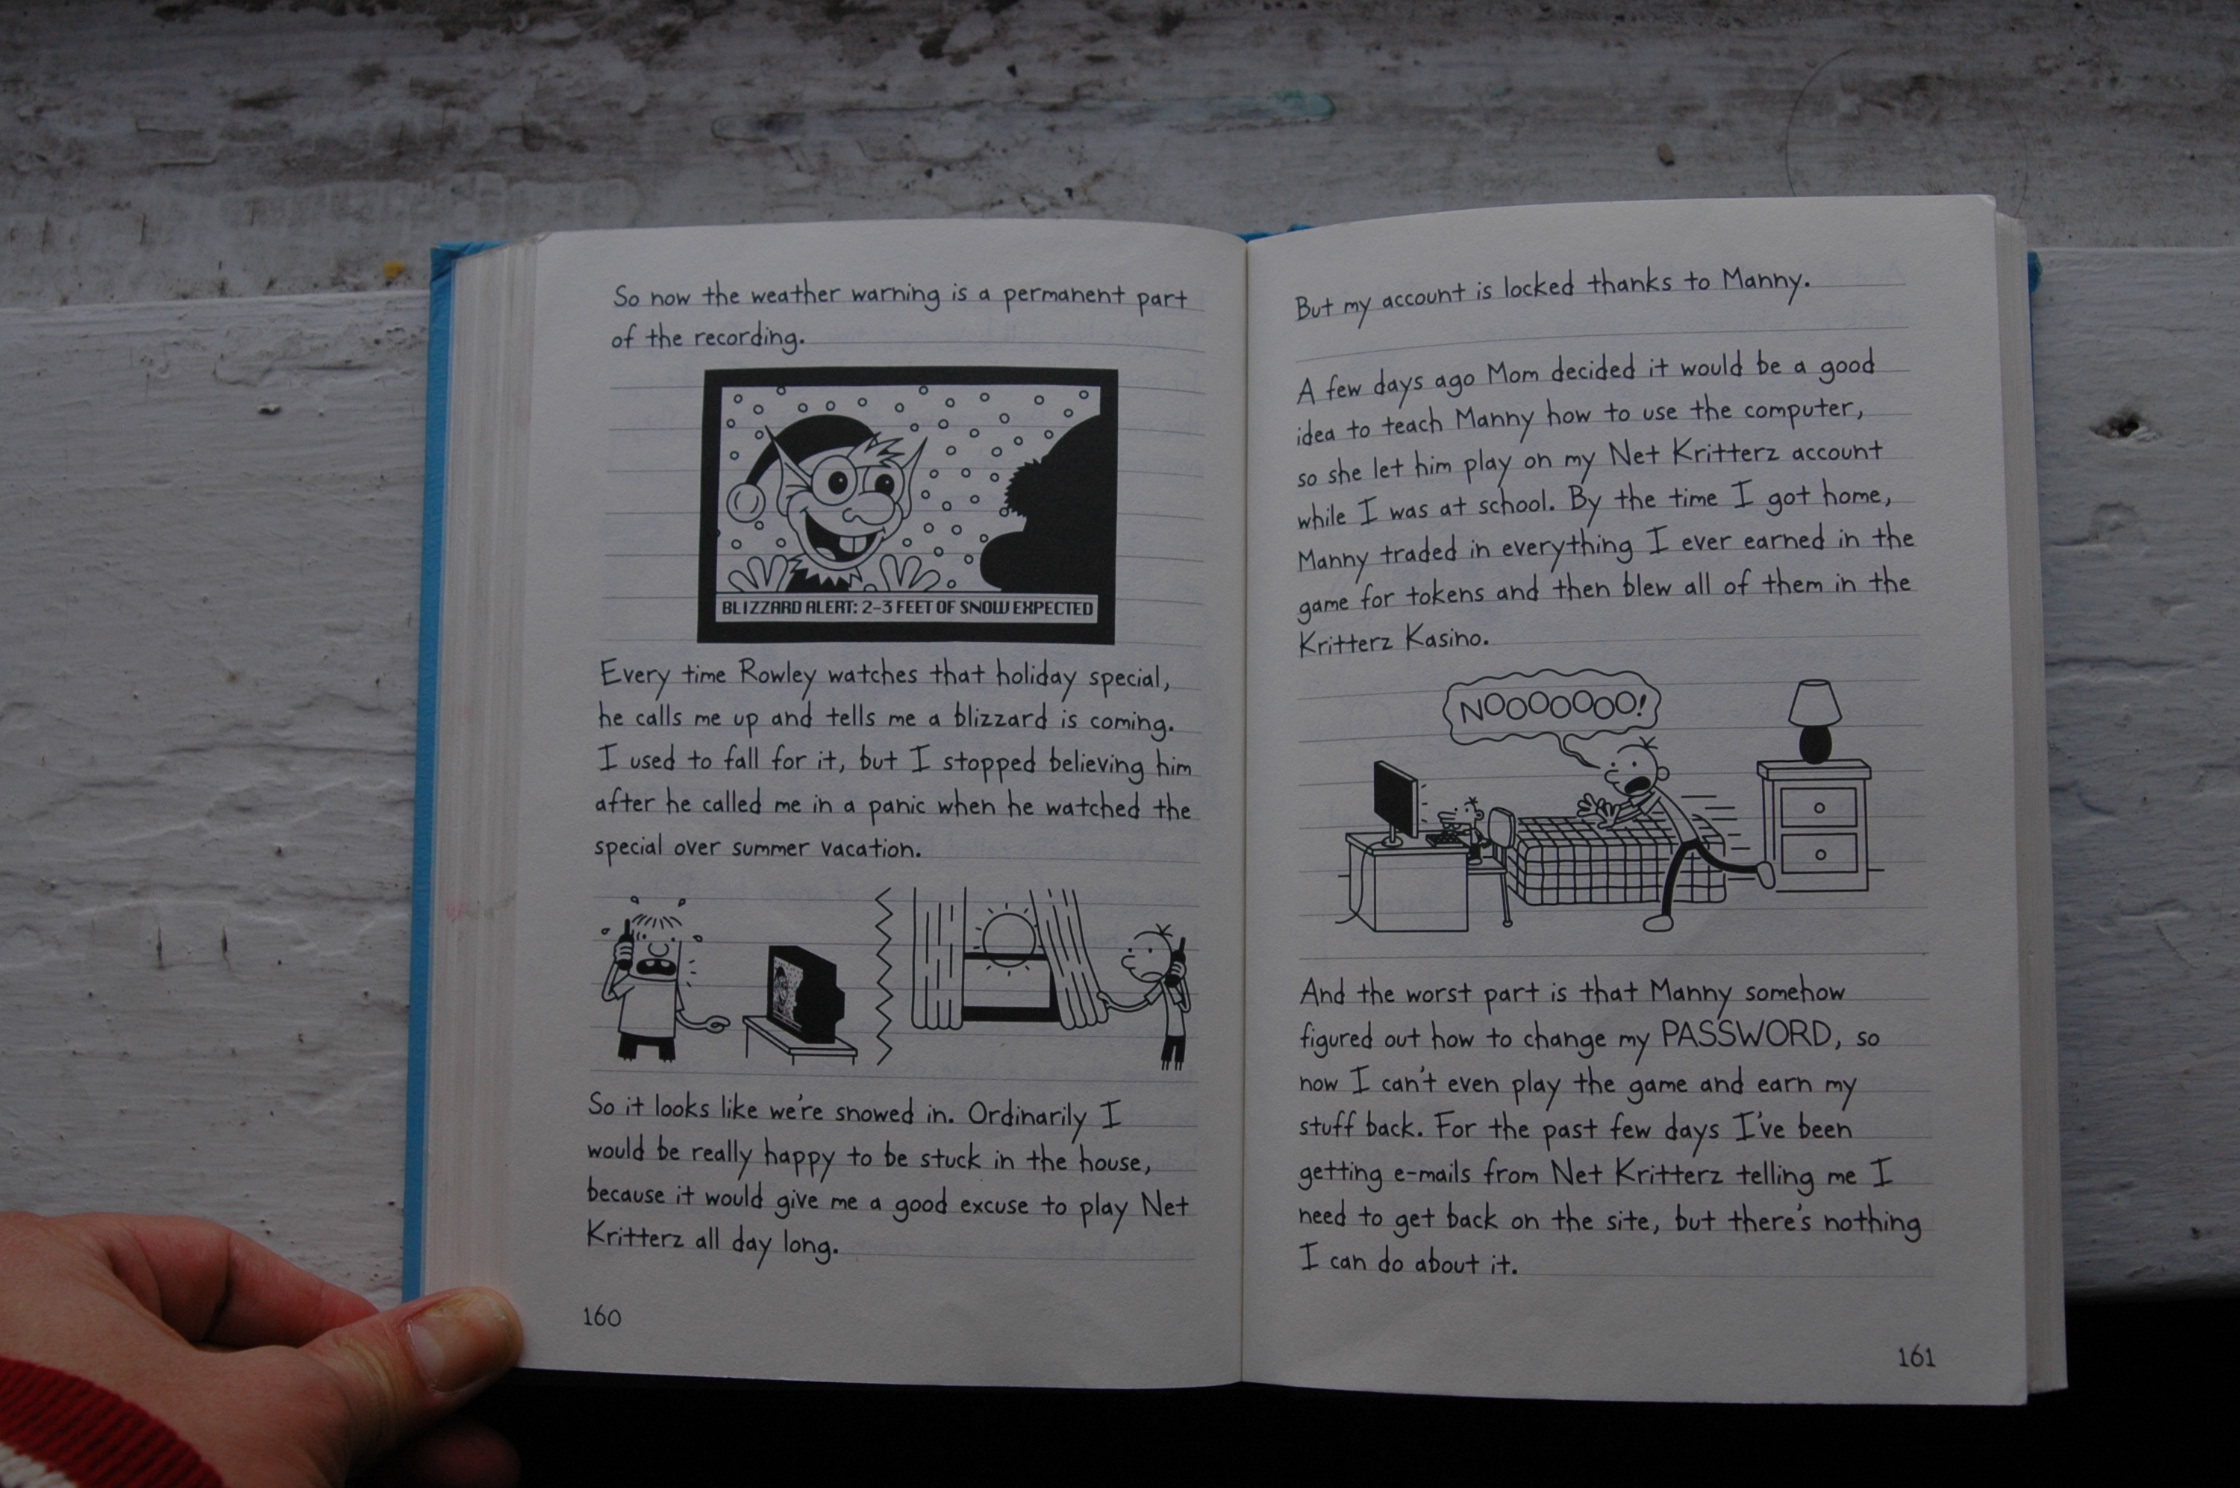 So now the weather warning is a permanent part
of the recording.
BLIZZARD ALERT: 2-3 FEET OF SNOW EXPECTED
Every time Rowley watches that holiday special,
he calls me up and tells me a blizzard is coming.
I used to fall for it, but I stopped believing him
after he called me in a panic when he watched the
special over summer vacation.
So it looks like we're snowed in. Ordinarily I
would be really happy to be stuck in the house,
because it would give me a good excuse to play Net
Kritterz all day long.
160
But my account is locked thanks to Manny.
A few days ago Mom decided it would be a good
idea to teach Manny how to use the computer,
so she let him play on my Net Kritterz account
while I was at school. By the time I got home,
Manny traded in everything I ever earned in the
game for tokens and then blew all of them in the
Kritterz Kasino.
NOOOOOOO!
And the worst part is that Manny somehow
figured out how to change my PASSWORD, so
now I can't even play the game and earn my
stuff back. For the past few days I've been
getting e-mails from Net Kritterz telling me I
need to get back on the site, but there's nothing
I can do about it.
161